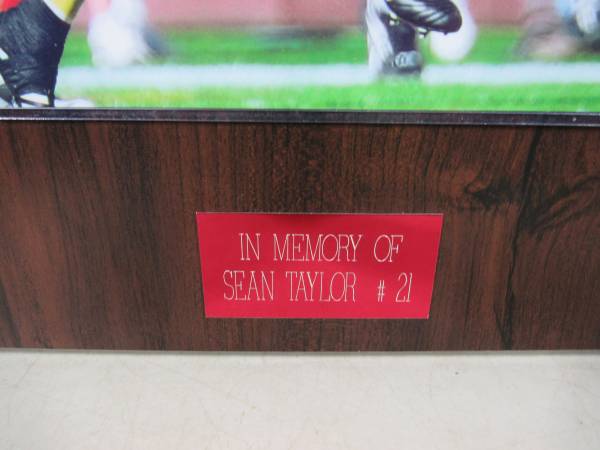 IN MEMORY OF
SEAN TAYLOR # 21